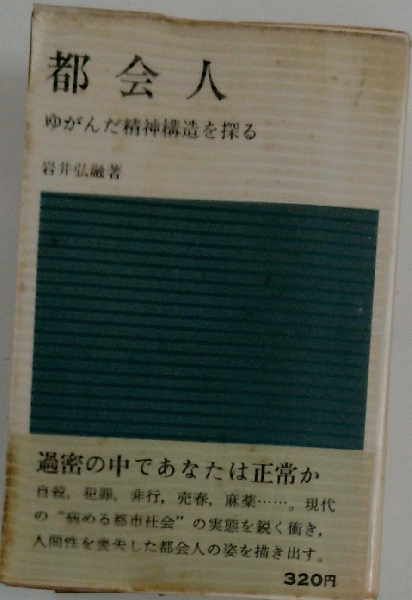 都会人
ゆがんだ精神構造を探る
岩井弘融著
過密の中であなたは正常か
自殺，犯罪，非行，売春，麻薬……。現代
の“病める都市社会”の実態を鋭く衝き，
人間性を喪失した都会人の姿を描き出す。
320円